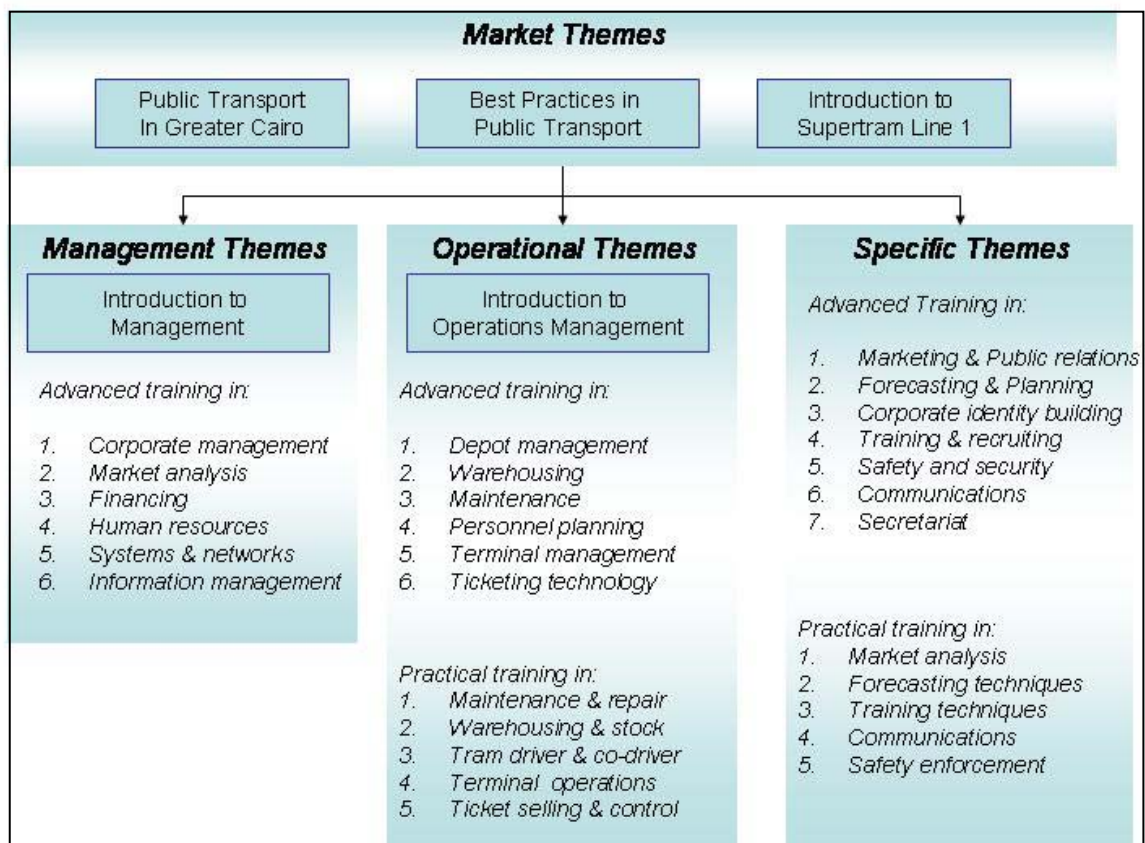 Market Themes
Public Transport
In Greater Cairo
Best Practices in
Public Transport
Introduction to
Supertram Line 1
Management Themes
Introduction to
Management
Advanced training in:
1. Corporate management
2. Market analysis
3. Financing
4. Human resources
5. Systems & networks
6. Information management
Operational Themes
Introduction to
Operations Management
Advanced training in:
1. Depot management
2. Warehousing
3. Maintenance
4. Personnel planning
5. Terminal management
6. Ticketing technology
Practical training in:
1. Maintenance & repair
2. Warehousing & stock
3. Tram driver & co-driver
4. Terminal operations
5. Ticket selling & control
Specific Themes
Advanced Training in:
1. Marketing & Public relations
2. Forecasting & Planning
3. Corporate identity building
4. Training & recruiting
5. Safety and security
6. Communications
7. Secretariat
Practical training in:
1. Market analysis
2. Forecasting techniques
3. Training techniques
4. Communications
5. Safety enforcement